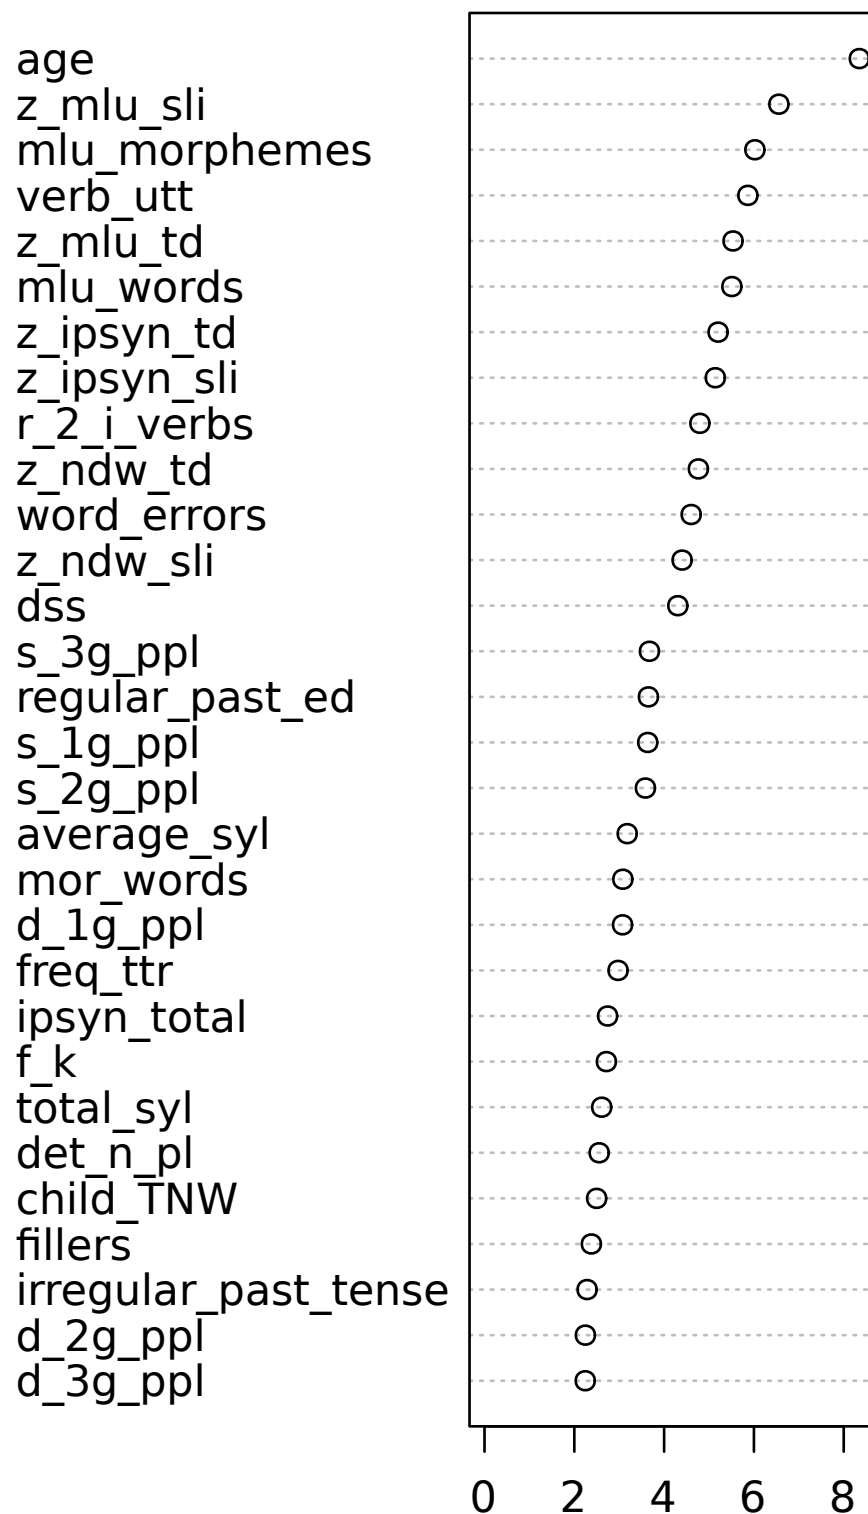 age
z_mlu_sli
mlu_morphemes
verb_utt
z_mlu_td
mlu_words
z_ipsyn_td
z_ipsyn_sli
r_2_i_verbs
z_ndw_td
word_errors
z_ndw_sli
dss
s_3g_ppl
regular_past_ed
s_1g_ppl
s_2g_ppl
average_syl
mor_words
d_1g_ppl
freq_ttr
ipsyn_total
f_k
total_syl
det_n_pl
child_TNW
fillers
irregular_past_tense
d_2g_ppl
d_3g_ppl
0 2 4 6 8